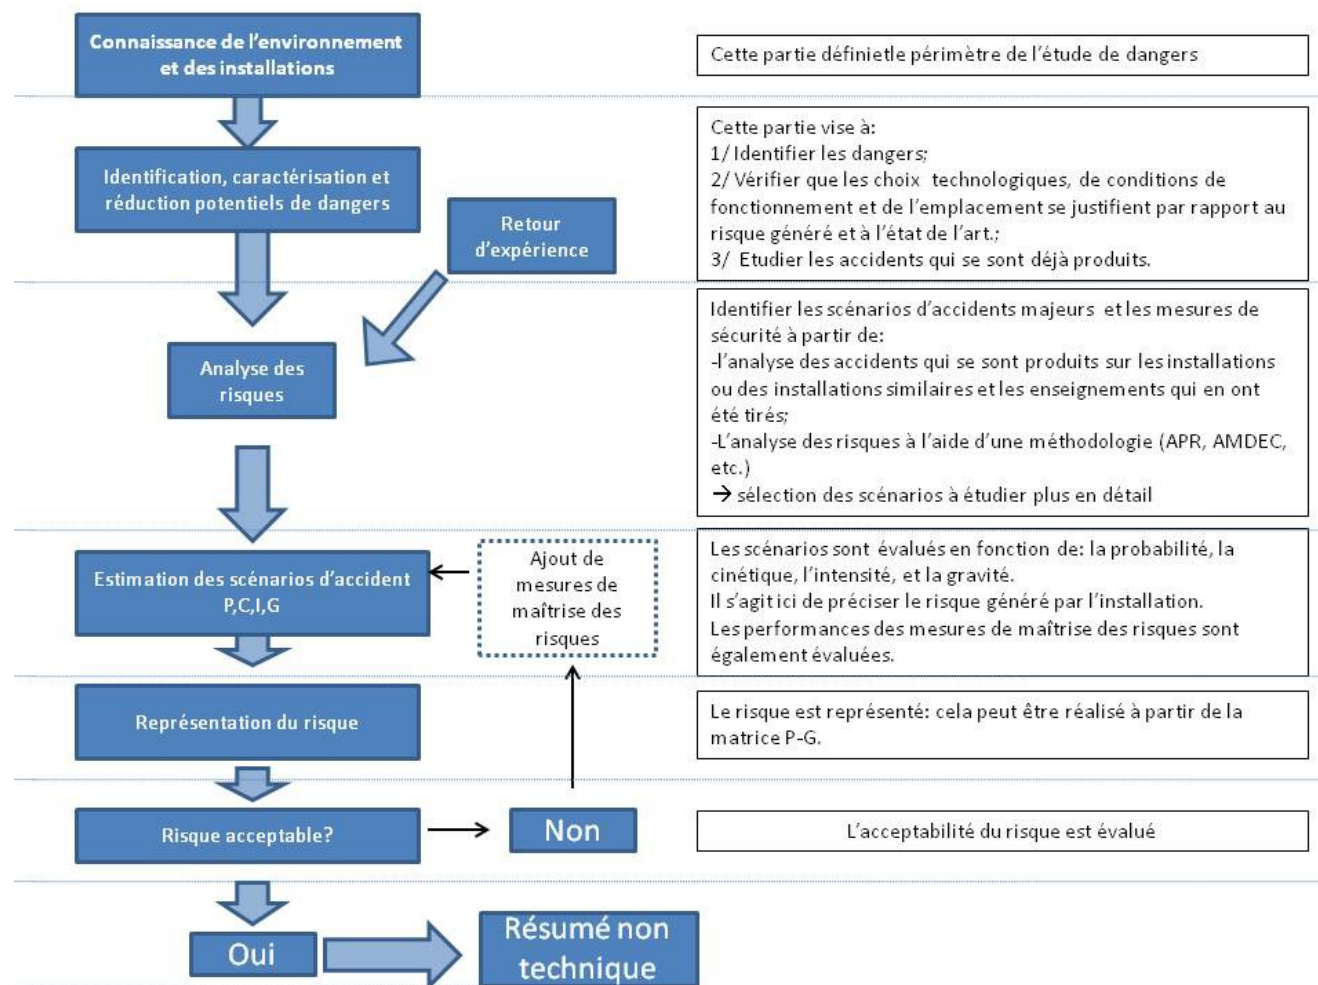 Connaissance de l'environnement
et des installations
Cette partie définietle périmètre de l'étude de dangers
Identification, caractérisation et
réduction potentiels de dangers
Retour
d'expérience
Cette partie vise à:
1/ Identifier les dangers;
2/ Vérifier que les choix technologiques, de conditions de
fonctionnement et de l'emplacement se justifient par rapport au
risque généré et à l'état de l'art.;
3/ Etudier les accidents qui se sont déjà produits.
Analyse des
risques
Identifier les scénarios d'accidents majeurs et les mesures de
sécurité à partir de:
-l'analyse des accidents qui se sont produits sur les installations
ou des installations similaires et les enseignements qui en ont
été tirés;
-L'analyse des risques à l'aide d'une méthodologie (APR, AMDEC,
etc.)
→ sélection des scénarios à étudier plus en détail
Estimation des scénarios d'accident
P,C,I,G
Ajout de
mesures de
maîtrise des
risques
Les scénarios sont évalués en fonction de: la probabilité, la
cinétique, l'intensité, et la gravité.
Il s'agit ici de préciser le risque généré par l'installation.
Les performances des mesures de maîtrise des risques sont
également évaluées.
Représentation du risque
Le risque est représenté: cela peut être réalisé à partir de la
matrice P-G.
Risque acceptable?
Non
L'acceptabilité du risque est évalué
Oui
Résumé non
technique